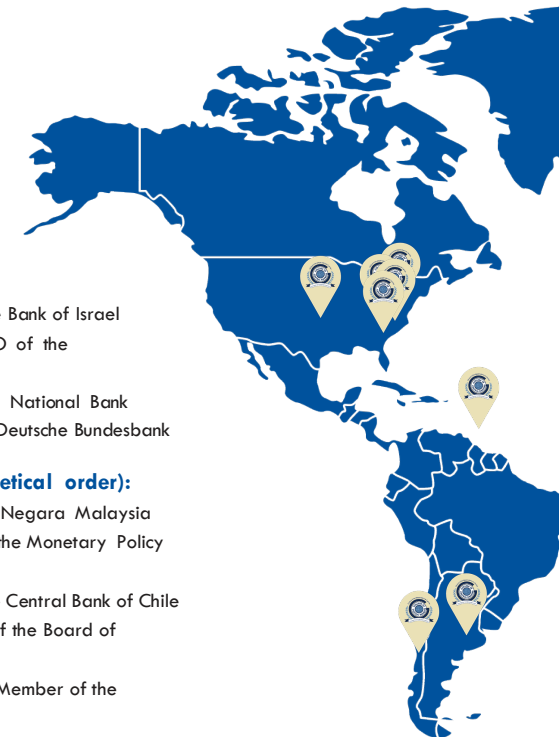 Bank of Israel
of the
National Bank
Deutsche Bundesbank
etical order):
Negara Malaysia
the Monetary Policy
Central Bank of Chile
f the Board of
Member of the